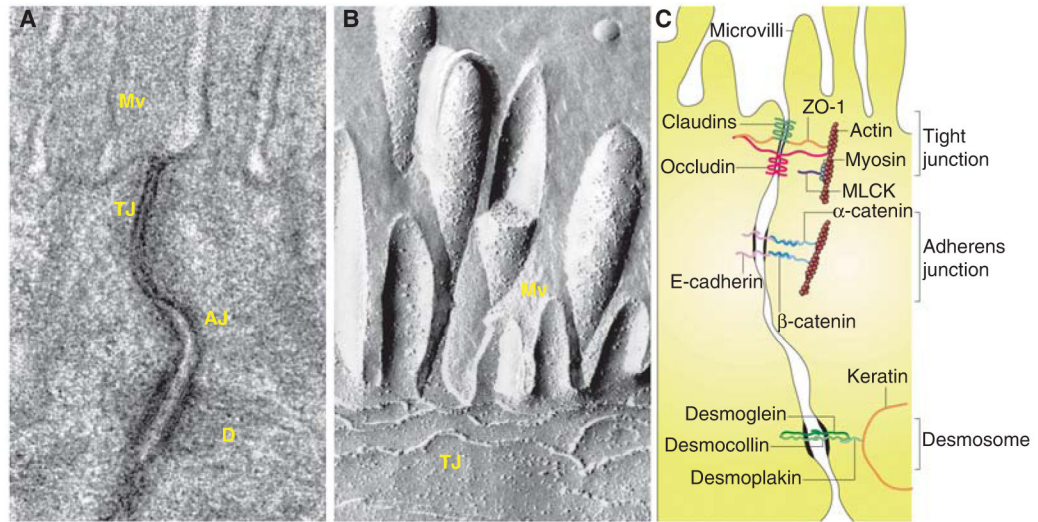 A
Mv
TJ
AJ
D
B
Mv
TJ
C
Microvilli
Claudins
ZO-1
Actin
Occludin
Myosin
MLCK
α-catenin
E-cadherin
β-catenin
Keratin
Desmoglein
Desmocollin
Desmoplakin
Tight
junction
Adherens
junction
Desmosome